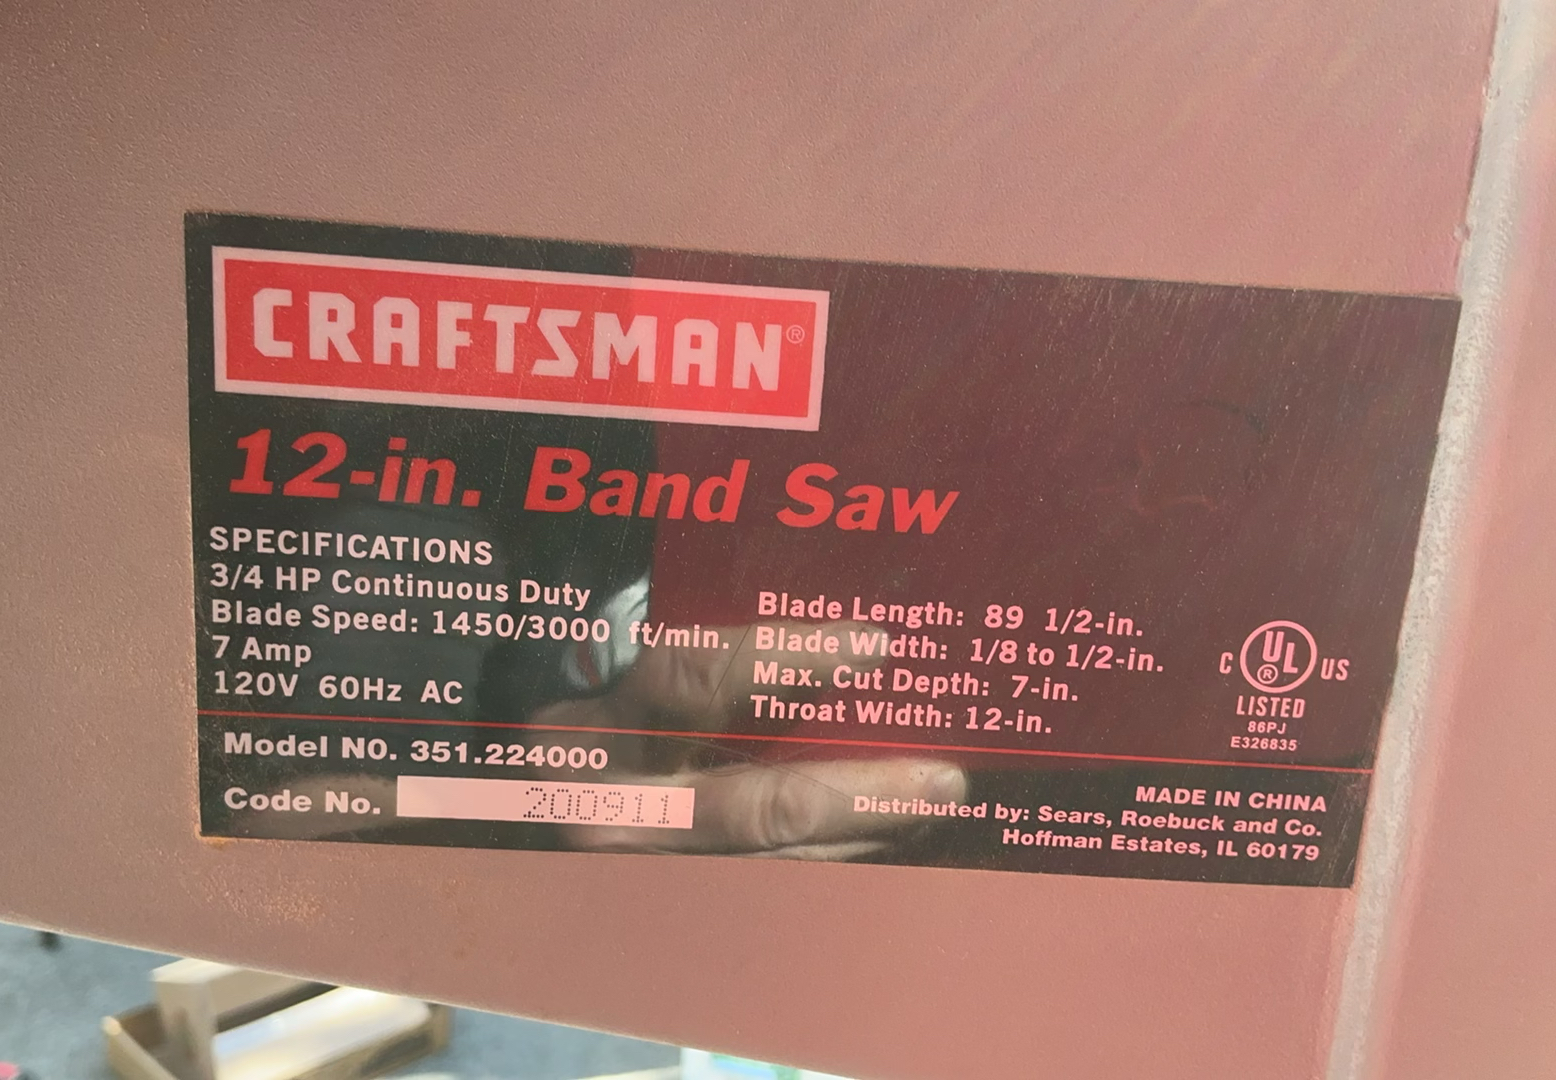 CRAFTSMAN®
12-in. Band Saw
SPECIFICATIONS
3/4 HP Continuous Duty
Blade Speed: 1450/3000 ft/min.
7 Amp
120V 60Hz AC
Blade Length: 89 1/2-in.
Blade Width: 1/8 to 1/2-in.
Max. Cut Depth: 7-in.
Throat Width: 12-in.
C UL® US
LISTED
86PJ
E326835
Model NO. 351.224000
Code No. 200911
MADE IN CHINA
Distributed by: Sears, Roebuck and Co.
Hoffman Estates, IL 60179